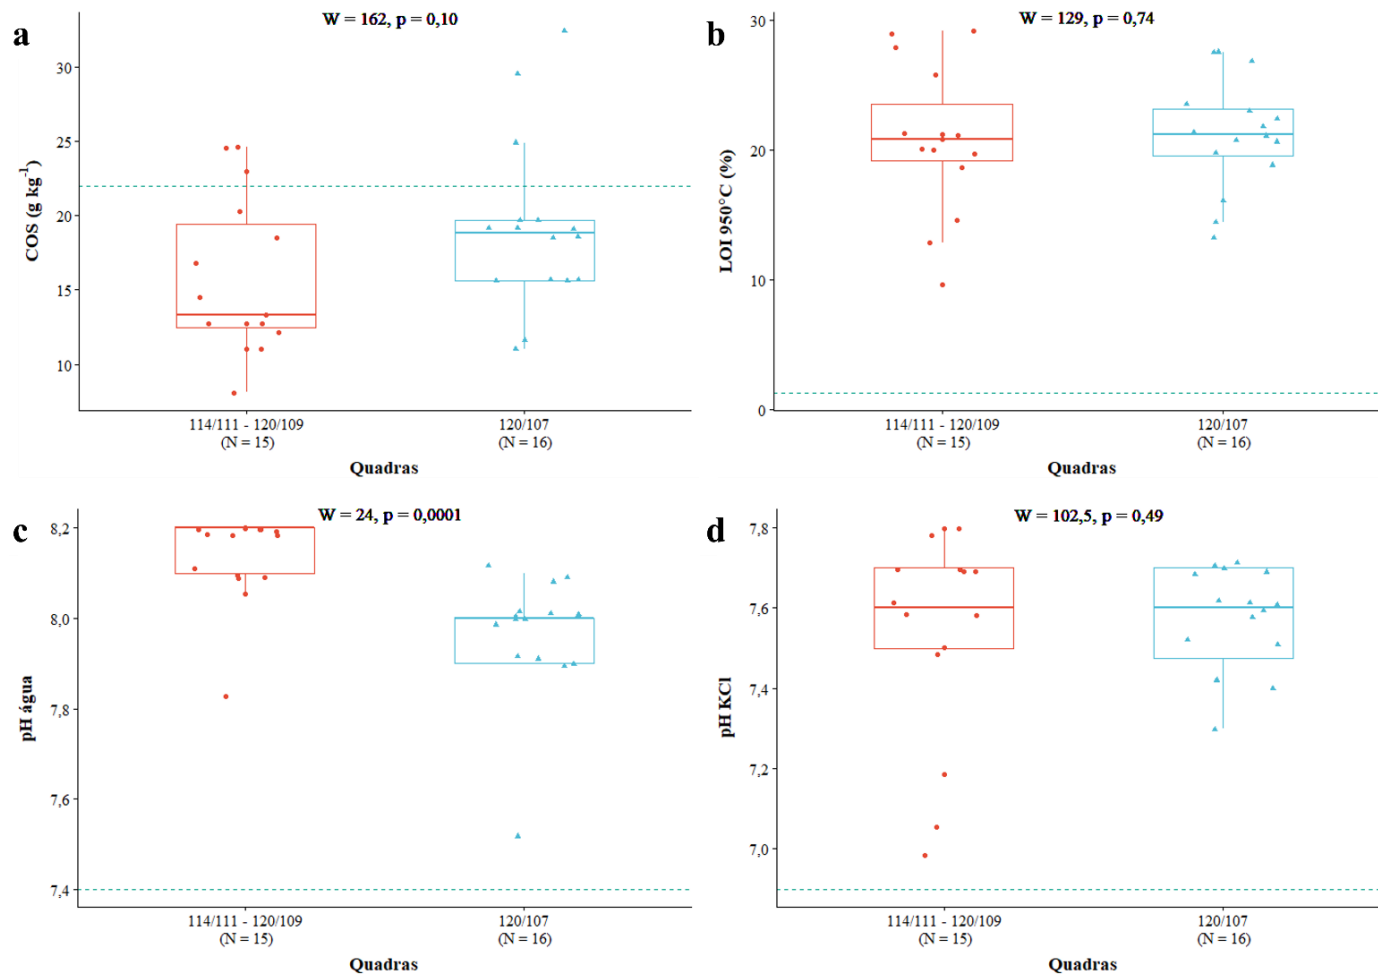 a
W = 162, p = 0,10
30
25
20
15
10
COS (g kg-1)
114/111 - 120/109
(N = 15)
120/107
(N = 16)
Quadras
b
W = 129, p = 0,74
30
20
10
0
LOI 950°C (%)
114/111 - 120/109
(N = 15)
120/107
(N = 16)
Quadras
c
W = 24, p = 0,0001
8,2
8,0
7,8
7,6
7,4
pH água
114/111 - 120/109
(N = 15)
120/107
(N = 16)
Quadras
d
W = 102,5, p = 0,49
7,8
7,6
7,4
7,2
7,0
pH KCl
114/111 - 120/109
(N = 15)
120/107
(N = 16)
Quadras